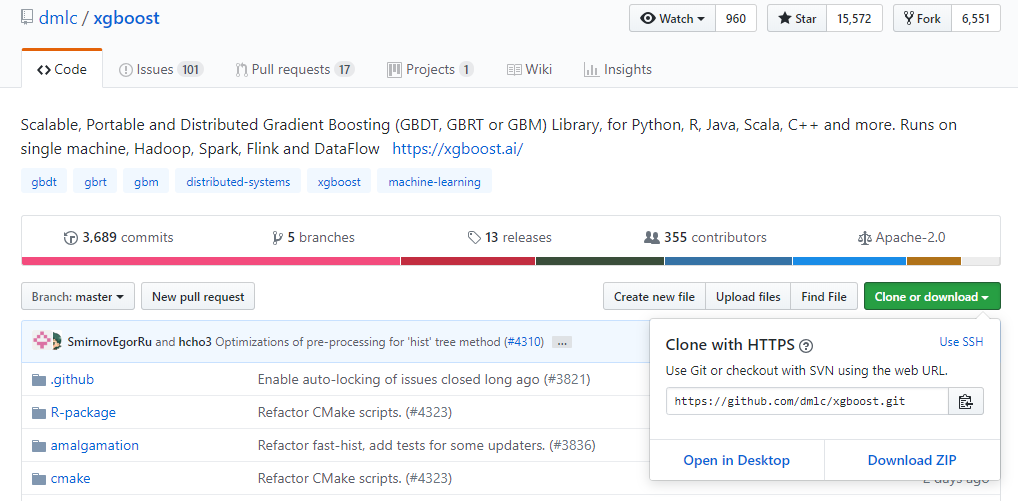 dmlc / xgboost Watch 960 Star 15,572 Fork 6,551
Code Issues 101 Pull requests 17 Projects 1 Wiki Insights
Scalable, Portable and Distributed Gradient Boosting (GBDT, GBRT or GBM) Library, for Python, R, Java, Scala, C++ and more. Runs on
single machine, Hadoop, Spark, Flink and DataFlow https://xgboost.ai/
gbdt gbrt gbm distributed-systems xgboost machine-learning
3,689 commits 5 branches 13 releases 355 contributors Apache-2.0
Branch: master New pull request Create new file Upload files Find File Clone or download
SmirnovEgorRu and hcho3 Optimizations of pre-processing for 'hist' tree method (#4310) ...
.github Enable auto-locking of issues closed long ago (#3821)
R-package Refactor CMake scripts. (#4323)
amalgamation Refactor fast-hist, add tests for some updaters. (#3836)
cmake Refactor CMake scripts. (#4323)
Clone with HTTPS Use SSH
Use Git or checkout with SVN using the web URL.
https://github.com/dmlc/xgboost.git
Open in Desktop Download ZIP
2 days ago